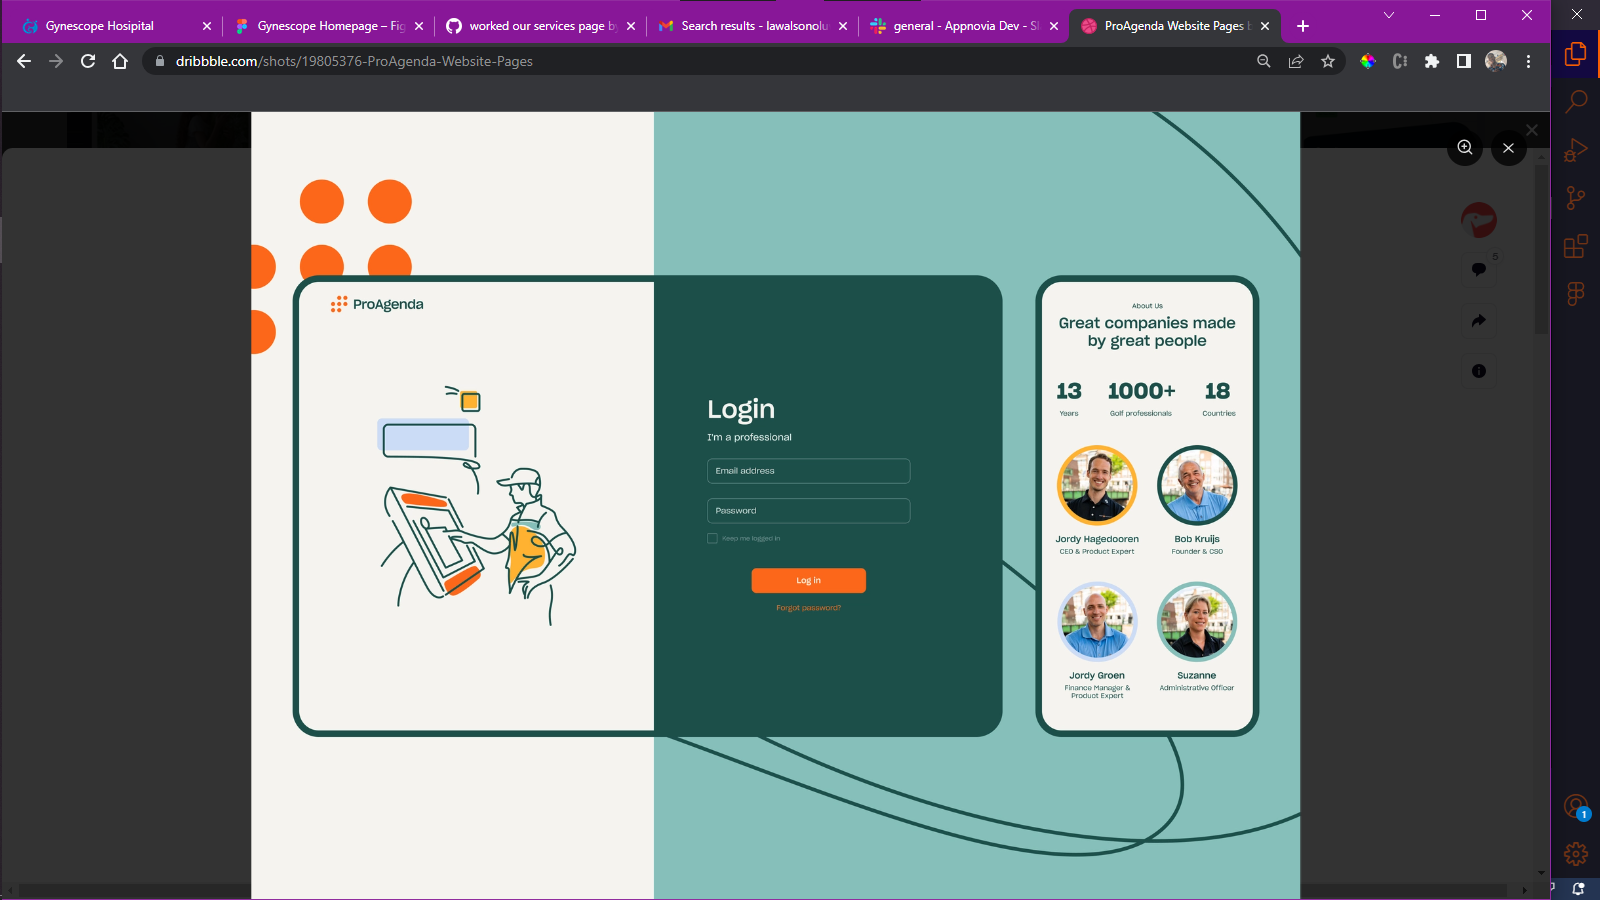 Gynescope Hosipital
Gynescope Homepage – Fig
worked our services page by
Search results - lawalsonolu
general - Appnovia Dev - Sl
ProAgenda Website Pages b
dribbble.com/shots/19805376-ProAgenda-Website-Pages
5
ProAgenda
Login
I'm a professional
Email address
Password
Keep me logged in
Log in
Forgot password?
About Us
Great companies made
by great people
13
1000+
18
Years
Golf professionals
Countries
Jordy Hagedooren
CEO & Product Expert
Bob Kruijs
Founder & CSO
Jordy Groen
Finance Manager &
Product Expert
Suzanne
Administrative Officer
1